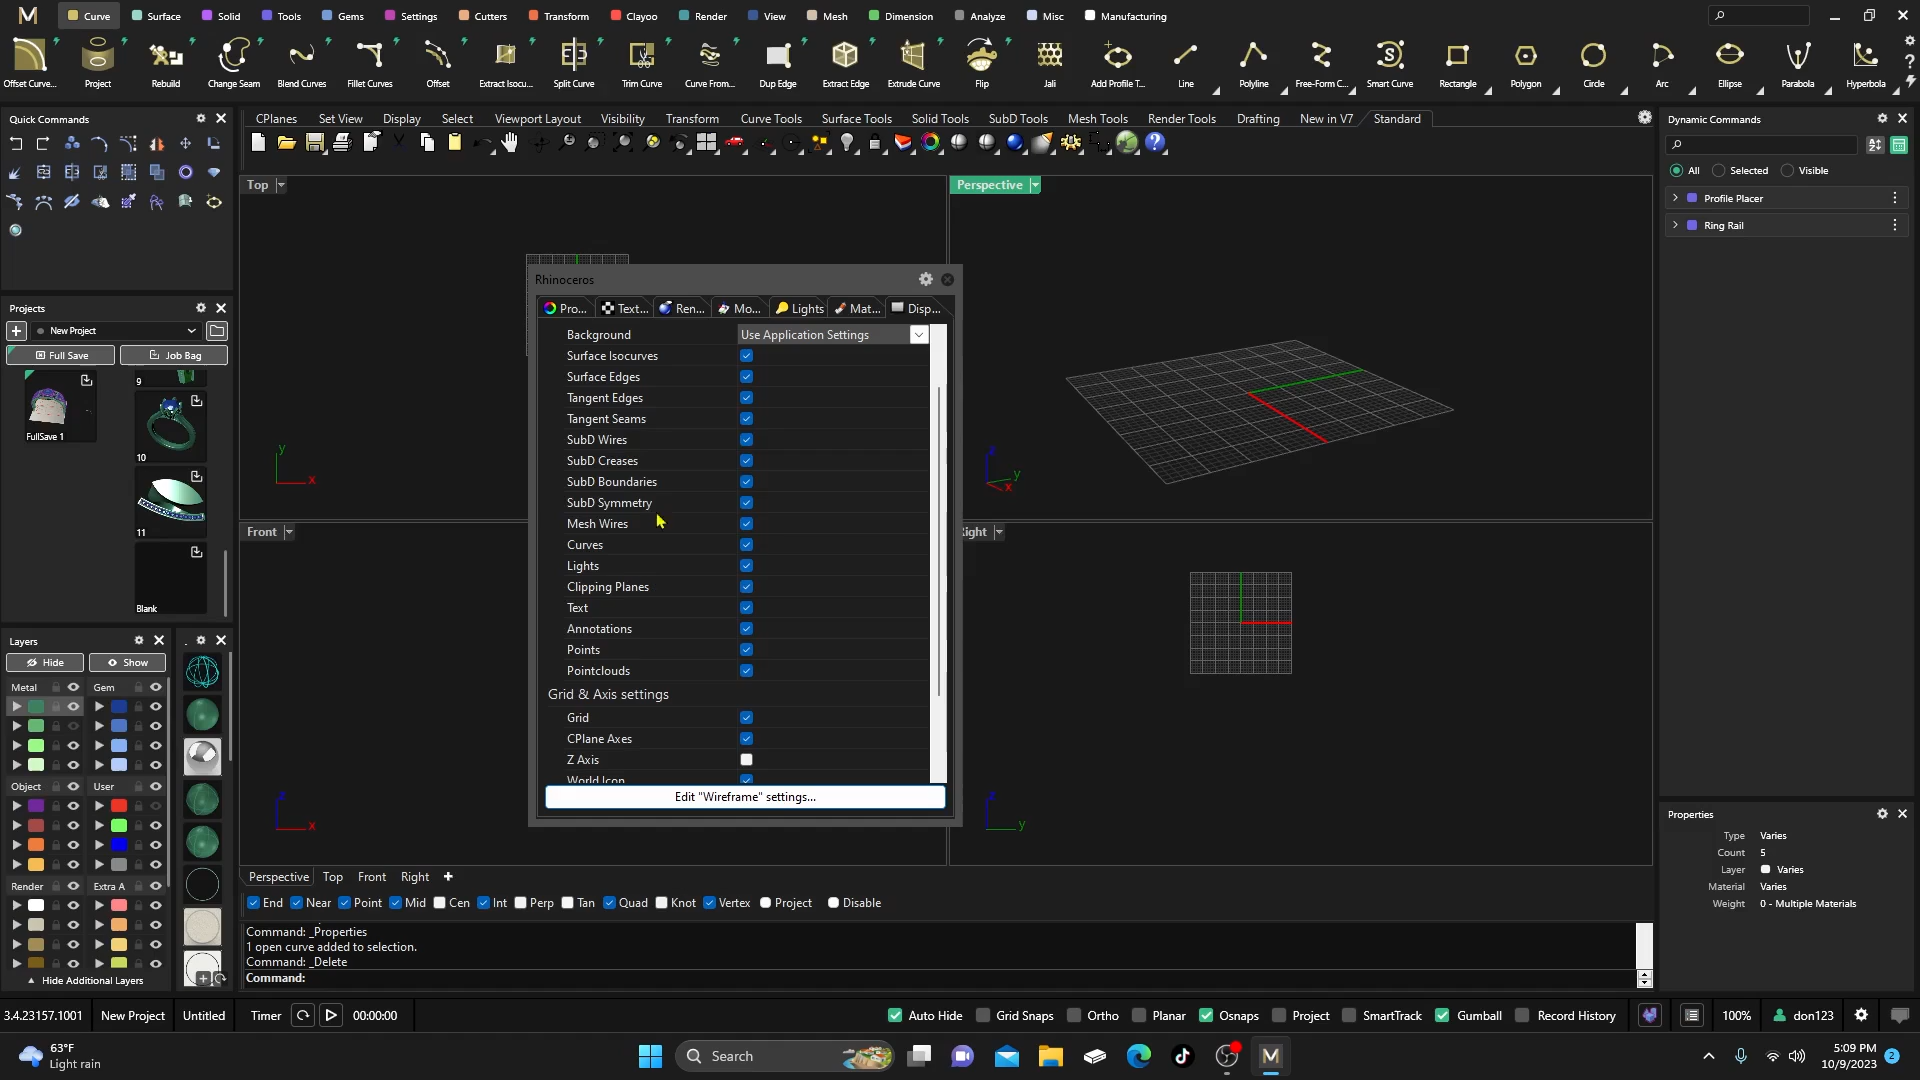 Curve
Surface
Solid
Tools
Gems
Settings
Cutters
Transform
Clayoo
Render
View
Mesh
Dimension
Analyze
Misc
Manufacturing
Offset Curve...
Project
Rebuild
Change Seam
Blend Curves
Fillet Curves
Offset
Extract Isocu...
Split Curve
Trim Curve
Curve From...
Dup Edge
Extract Edge
Extrude Curve
Flip
Jali
Add Profile T...
Line
Polyline
Free-Form C...
Smart Curve
Rectangle
Polygon
Circle
Arc
Ellipse
Parabola
Hyperbola
Quick Commands
CPlanes
Set View
Display
Select
Viewport Layout
Visibility
Transform
Curve Tools
Surface Tools
Solid Tools
SubD Tools
Mesh Tools
Render Tools
Drafting
New in V7
Standard
Dynamic Commands
All
Selected
Visible
Profile Placer
Ring Rail
Top
Perspective
Front
Right
Projects
New Project
Full Save
Job Bag
9
FullSave 1
10
11
Blank
Rhinoceros
Pro...
Text...
Ren...
Mo...
Lights
Mat...
Disp...
Background
Use Application Settings
Surface Isocurves
Surface Edges
Tangent Edges
Tangent Seams
SubD Wires
SubD Creases
SubD Boundaries
SubD Symmetry
Mesh Wires
Curves
Lights
Clipping Planes
Text
Annotations
Points
Pointclouds
Grid & Axis settings
Grid
CPlane Axes
Z Axis
World Icon
Edit "Wireframe" settings...
y
x
z
y
x
z
x
z
y
Layers
Hide
Show
Metal
Gem
Object
User
Render
Extra A
Hide Additional Layers
Properties
Type Varies
Count 5
Layer Varies
Material Varies
Weight 0 - Multiple Materials
Perspective
Top
Front
Right
End
Near
Point
Mid
Cen
Int
Perp
Tan
Quad
Knot
Vertex
Project
Disable
Command: _Properties
1 open curve added to selection.
Command: _Delete
Command:
3.4.23157.1001
New Project
Untitled
Timer
00:00:00
Auto Hide
Grid Snaps
Ortho
Planar
Osnaps
Project
SmartTrack
Gumball
Record History
100%
don123
63°F
Light rain
Search
5:09 PM
10/9/2023
2